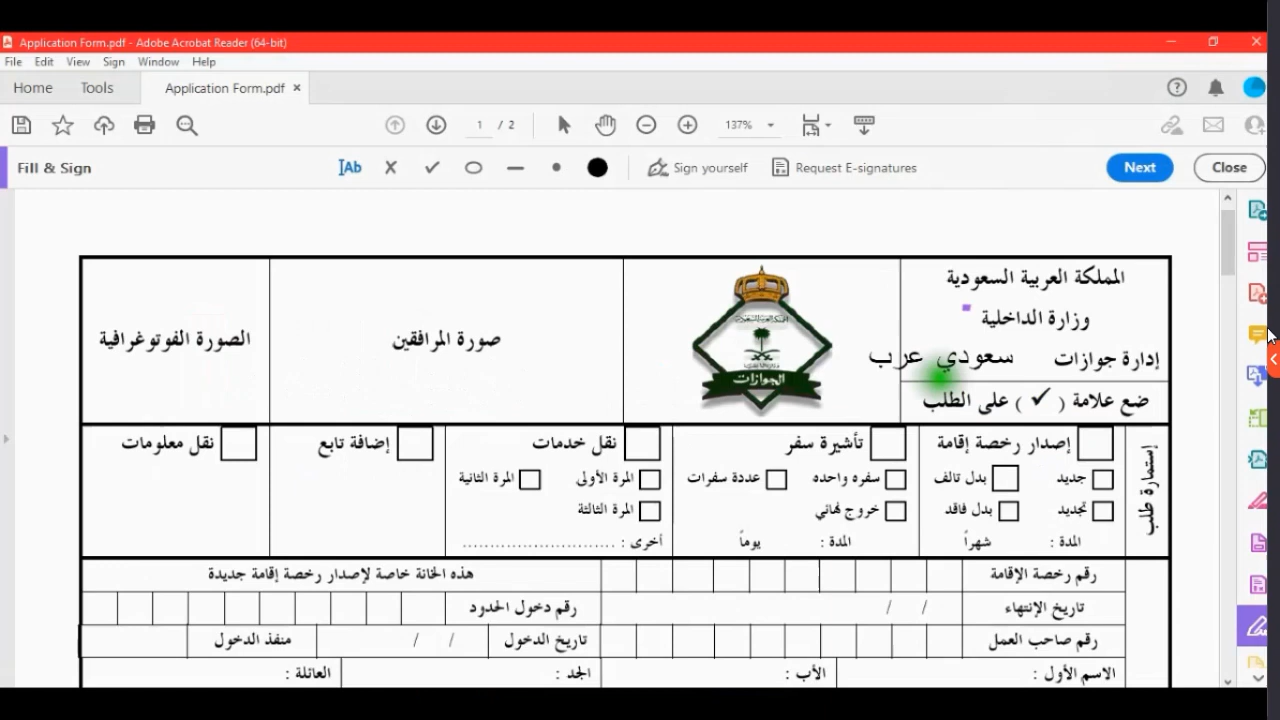 Application Form.pdf - Adobe Acrobat Reader (64-bit)
File Edit View Sign Window Help
Home Tools Application Form.pdf ×
1 / 2 137%
Fill & Sign Ab Sign yourself Request E-signatures Next Close
المملكة العربية السعودية
وزارة الداخلية
إدارة جوازات سعودي عرب
ضع علامة ( ✓ ) على الطلب
الجوازات
صورة المرافقين
الصورة الفوتوغرافية
إستمارة طلب
إصدار رخصة إقامة تأشيرة سفر نقل خدمات إضافة تابع نقل معلومات
جديد بدل تالف سفره واحده عددة سفرات المرة الأولى المرة الثانية
تجديد بدل فاقد خروج نهائي المرة الثالثة
المدة : شهراً المدة : يوماً أخرى : ............................
رقم رخصة الإقامة هذه الخانة خاصة لإصدار رخصة إقامة جديدة
تاريخ الإنتهاء / / رقم دخول الحدود
رقم صاحب العمل تاريخ الدخول / / منفذ الدخول
الاسم الأول : الأب : الجد : العائلة :